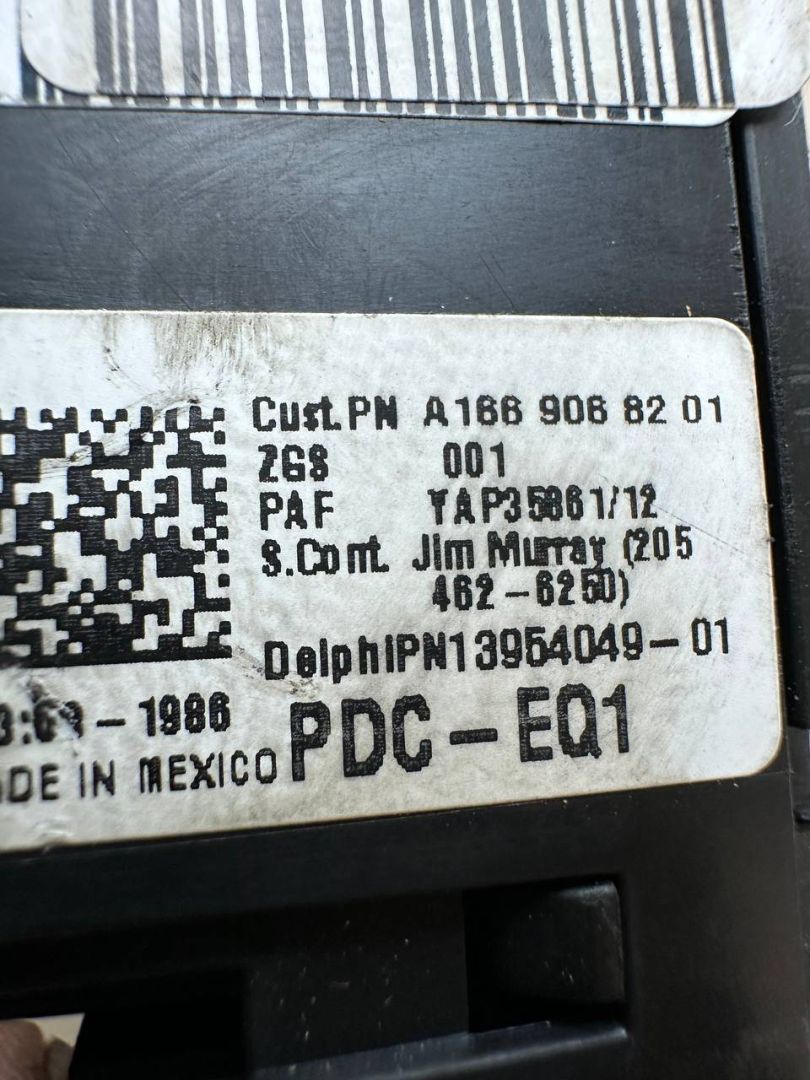 Cust.PN A166 906 82 01
ZGS 001
PAF TAP35861/12
S.Cont. Jim Murray (205
462-6250)
DelphiPN13954049-01
-1986
PDC-EQ1
ADE IN MEXICO